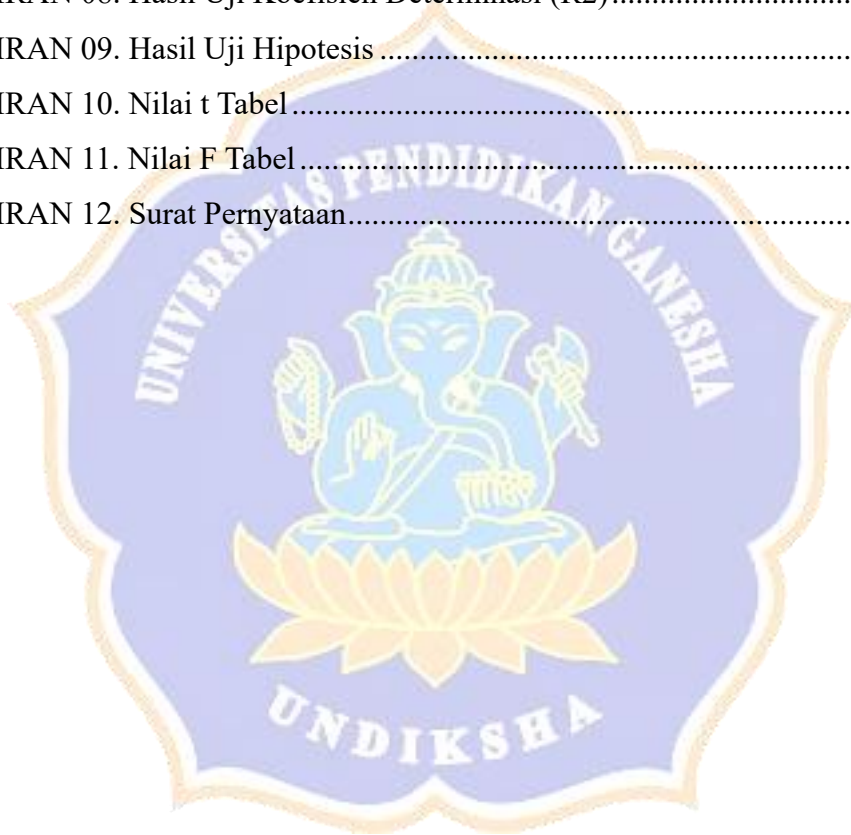 IRAN 09. Hasil Uji Hipotesis
IRAN 10. Nilai t Tabel
IRAN 11. Nilai F Tabel
IRAN 12. Surat Pernyataan
UNIVERSITAS PENDIDIKAN GANESHA
UNDIKSHA